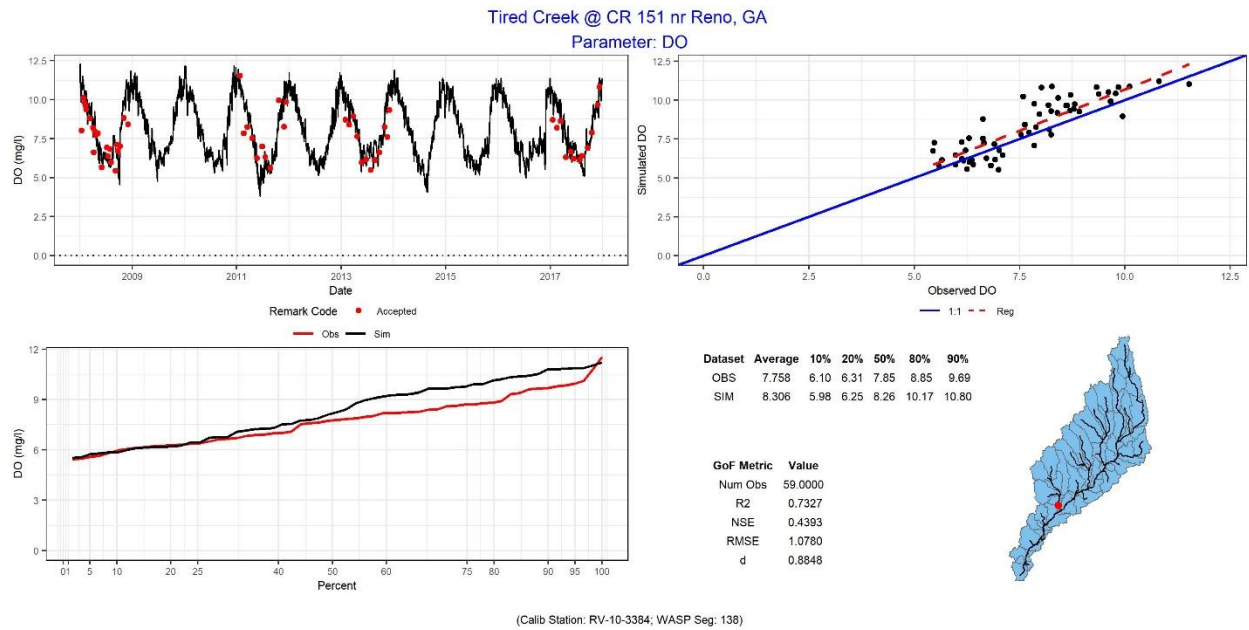 Tired Creek @ CR 151 nr Reno, GA
Parameter: DO
DO (mg/l)
12.5
10.0
7.5
5.0
2.5
0.0
2009 2011 2013 2015 2017
Date
Remark Code Accepted
Simulated DO
12.5
10.0
7.5
5.0
2.5
0.0
0.0 2.5 5.0 7.5 10.0 12.5
Observed DO
1:1 Reg
Obs Sim
DO (mg/l)
12
9
6
3
0
01 5 10 20 25 40 50 60 75 80 90 95 100
Percent
Dataset Average 10% 20% 50% 80% 90%
OBS 7.758 6.10 6.31 7.85 8.85 9.69
SIM 8.306 5.98 6.25 8.26 10.17 10.80
GoF Metric Value
Num Obs 59.0000
R2 0.7327
NSE 0.4393
RMSE 1.0780
d 0.8848
(Calib Station: RV-10-3384; WASP Seg: 138)